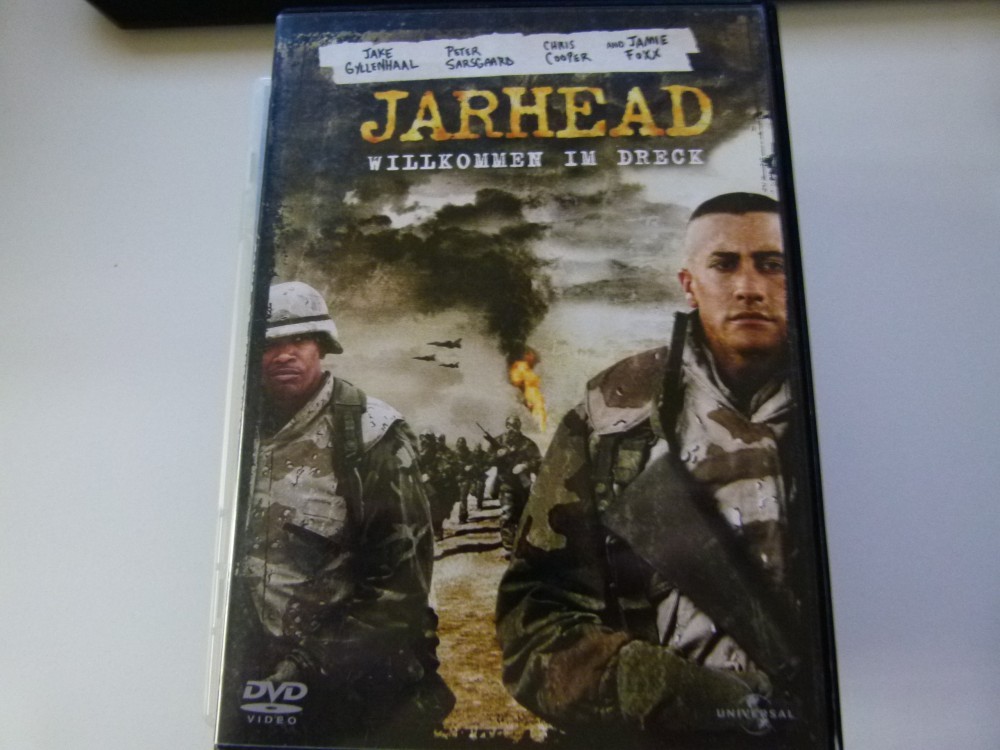 JAKE GYLLENHAAL PETER SARSGAARD CHRIS COOPER AND JAMIE FOXX
JARHEAD
WILLKOMMEN IM DRECK
DVD
VIDEO
UNIVERSAL